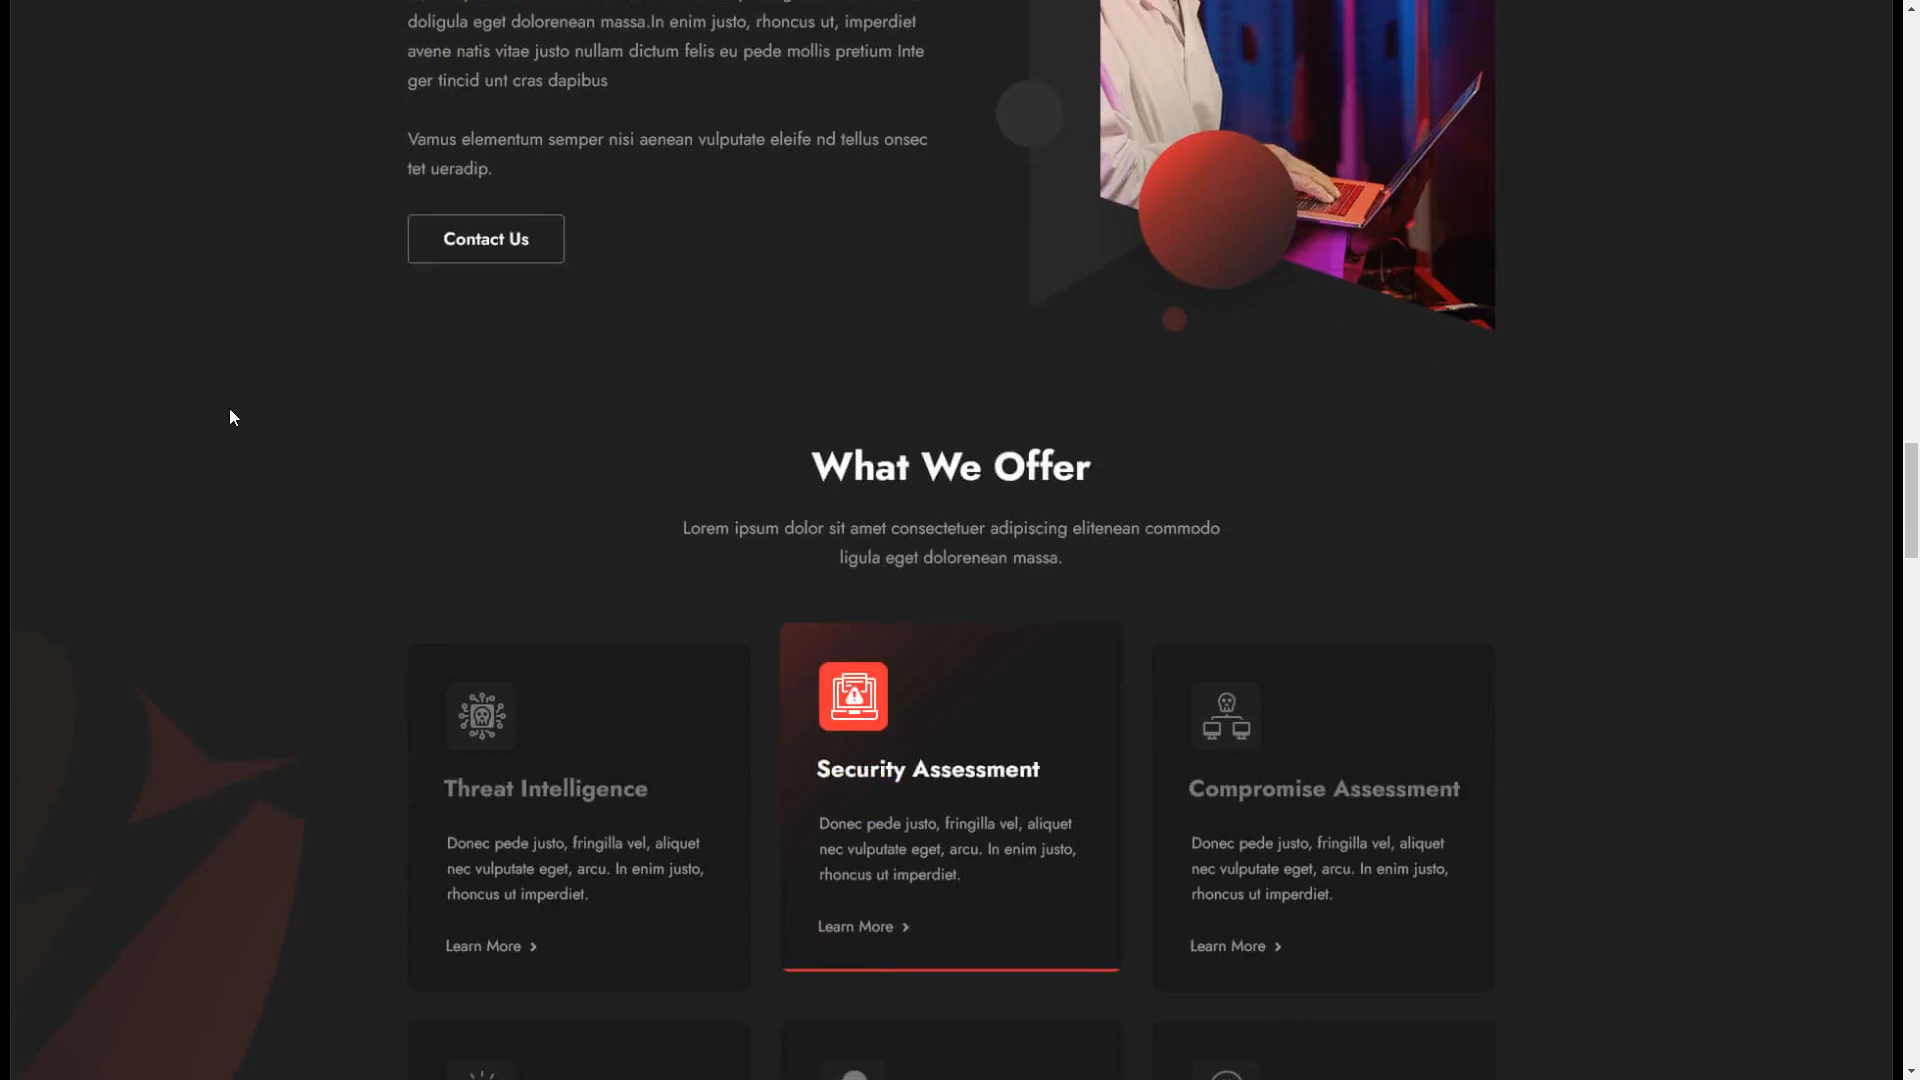 doligula eget dolorenean massa.In enim justo, rhoncus ut, imperdiet
avene natis vitae justo nullam dictum felis eu pede mollis pretium Inte
ger tincid unt cras dapibus
Vamus elementum semper nisi aenean vulputate eleife nd tellus onsec
tet ueradip.
Contact Us
What We Offer
Lorem ipsum dolor sit amet consectetuer adipiscing elitenean commodo
ligula eget dolorenean massa.
Threat Intelligence
Donec pede justo, fringilla vel, aliquet
nec vulputate eget, arcu. In enim justo,
rhoncus ut imperdiet.
Learn More
Security Assessment
Donec pede justo, fringilla vel, aliquet
nec vulputate eget, arcu. In enim justo,
rhoncus ut imperdiet.
Learn More
Compromise Assessment
Donec pede justo, fringilla vel, aliquet
nec vulputate eget, arcu. In enim justo,
rhoncus ut imperdiet.
Learn More